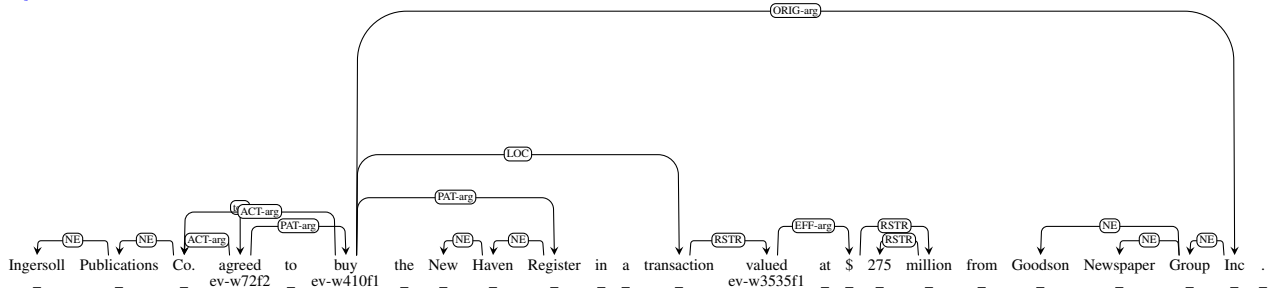 ORIG-arg
LOC
PAT-arg
ACT-arg
NE NE ACT-arg PAT-arg NE NE RSTR EFF-arg RSTR RSTR NE NE NE
Ingersoll Publications Co. agreed to buy the New Haven Register in a transaction valued at $ 275 million from Goodson Newspaper Group Inc .
_ _ _ ev-w72f2 _ ev-w410f1 _ _ _ _ _ _ _ ev-w3535f1 _ _ _ _ _ _ _ _ _ _